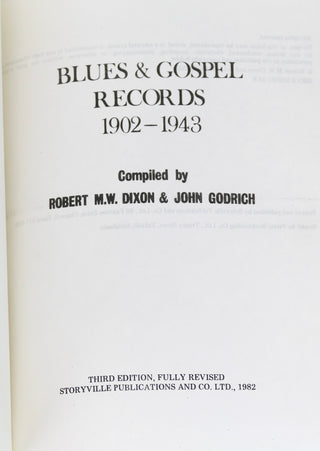 BLUES & GOSPEL
RECORDS
1902-1943
Compiled by
ROBERT M.W. DIXON & JOHN GODRICH
THIRD EDITION, FULLY REVISED
STORYVILLE PUBLICATIONS AND CO. LTD., 1982